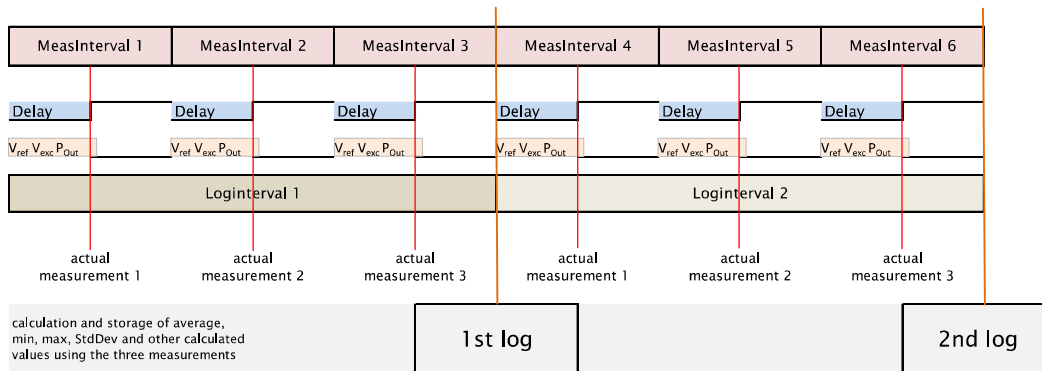 MeasInterval 1 MeasInterval 2 MeasInterval 3 MeasInterval 4 MeasInterval 5 MeasInterval 6
Delay Delay Delay Delay Delay Delay
Vref Vexc POut Vref Vexc POut Vref Vexc POut Vref Vexc POut Vref Vexc POut Vref Vexc POut
Loginterval 1 Loginterval 2
actual actual actual actual actual actual
measurement 1 measurement 2 measurement 3 measurement 1 measurement 2 measurement 3
calculation and storage of average,
min, max, StdDev and other calculated
values using the three measurements
1st log 2nd log